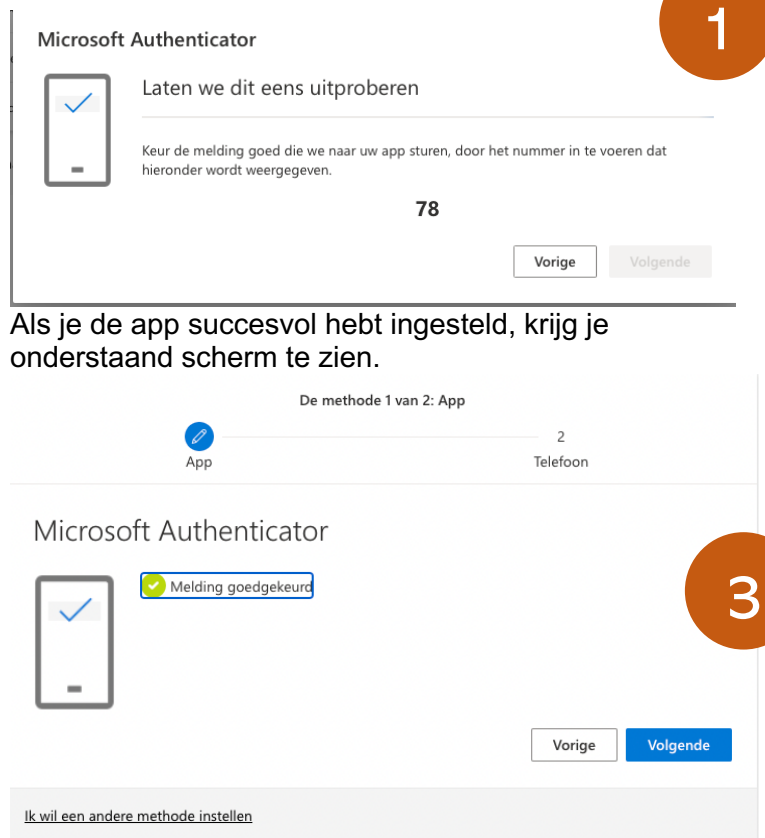 1
Microsoft Authenticator
Laten we dit eens uitproberen
Keur de melding goed die we naar uw app sturen, door het nummer in te voeren dat
hieronder wordt weergegeven.
78
Vorige Volgende
Als je de app succesvol hebt ingesteld, krijg je
onderstaand scherm te zien.
De methode 1 van 2: App
2
App Telefoon
Microsoft Authenticator
Melding goedgekeurd
3
Vorige Volgende
Ik wil een andere methode instellen